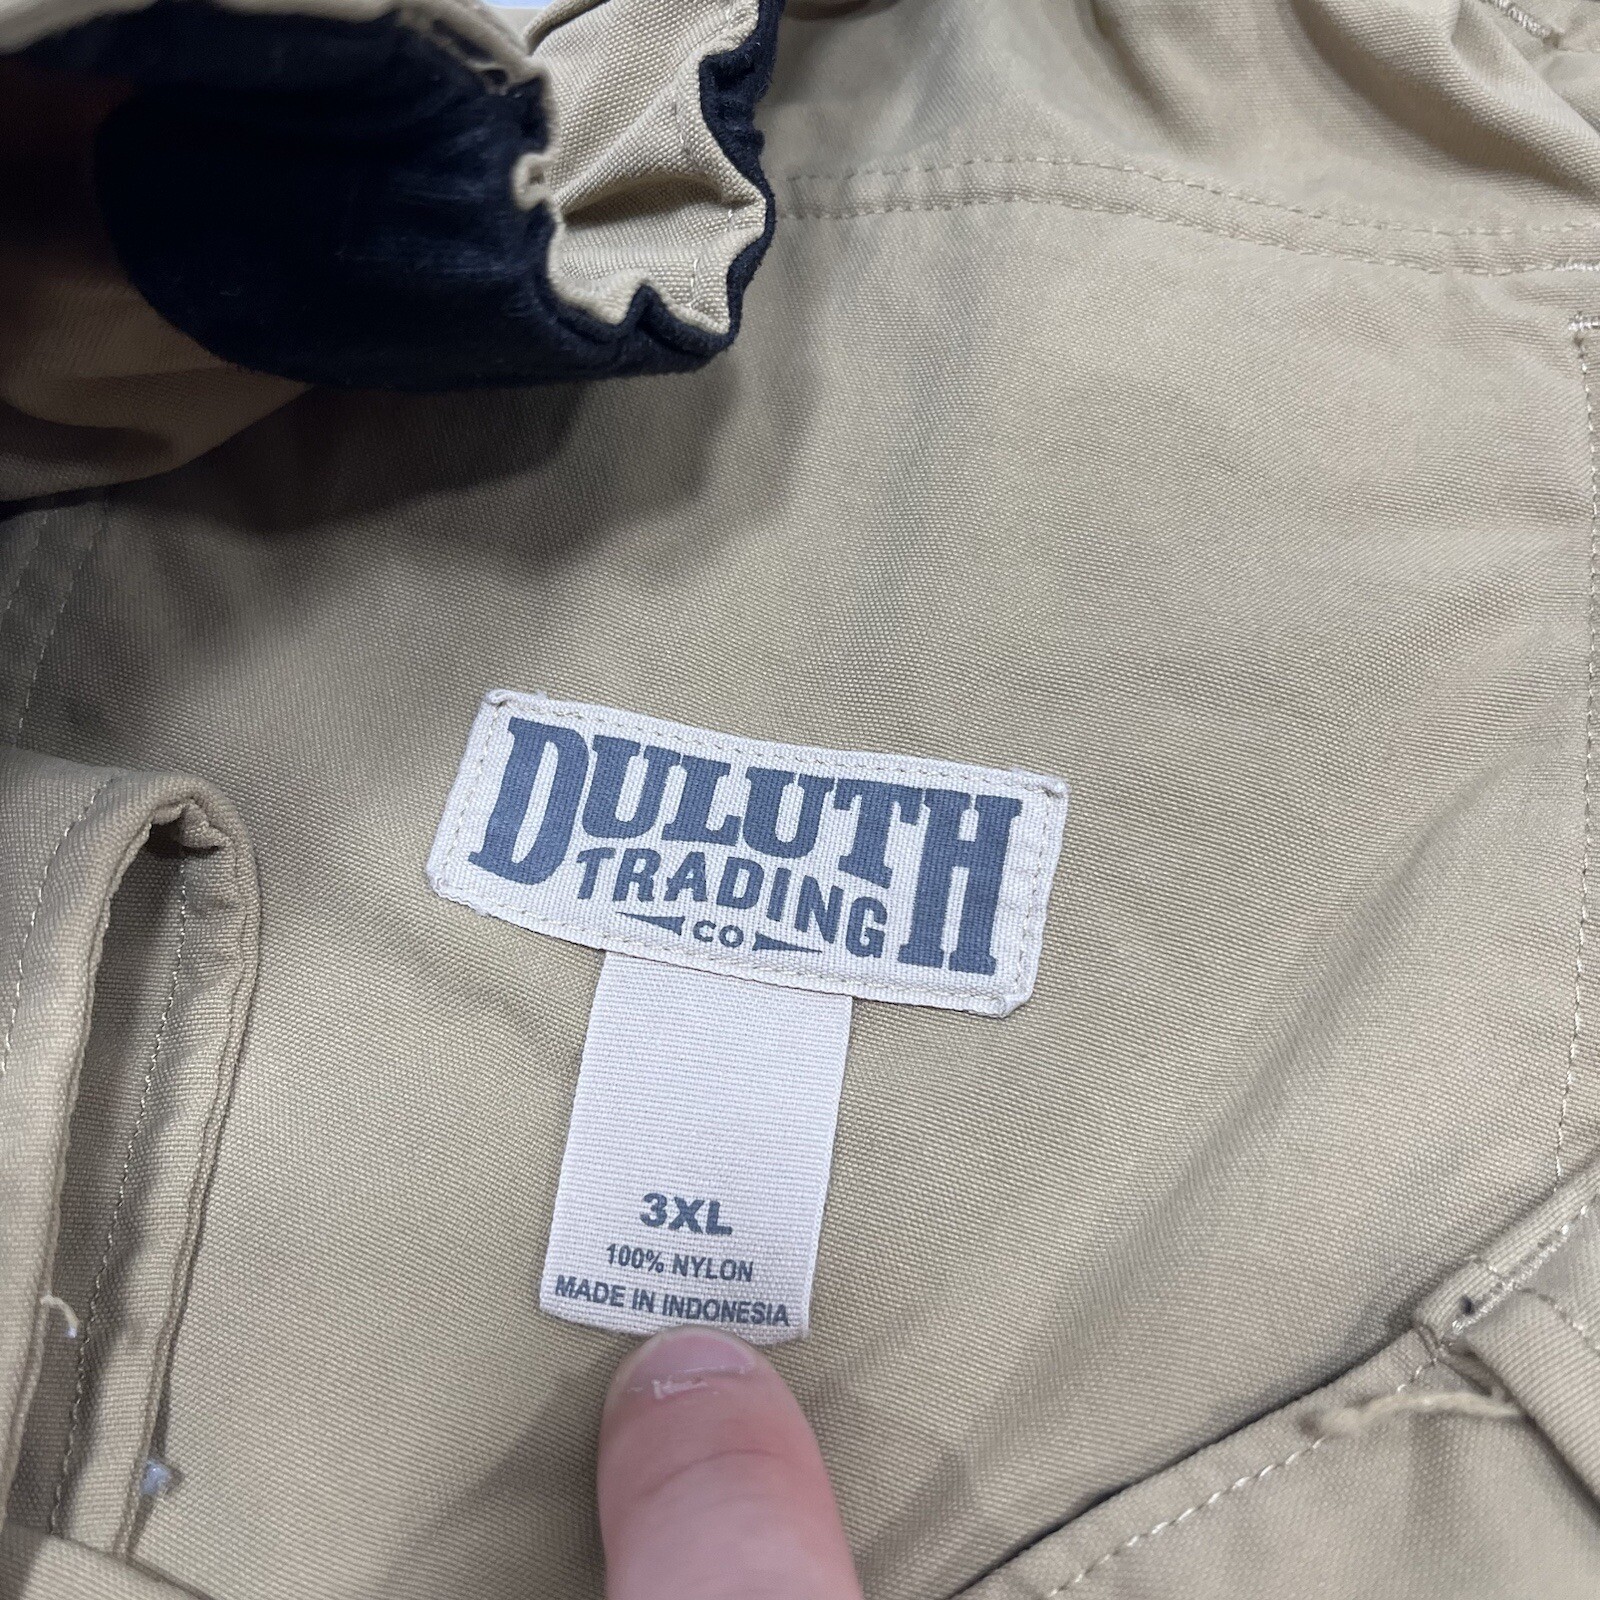 DULUTH
TRADING
CO
3XL
100% NYLON
MADE IN INDONESIA